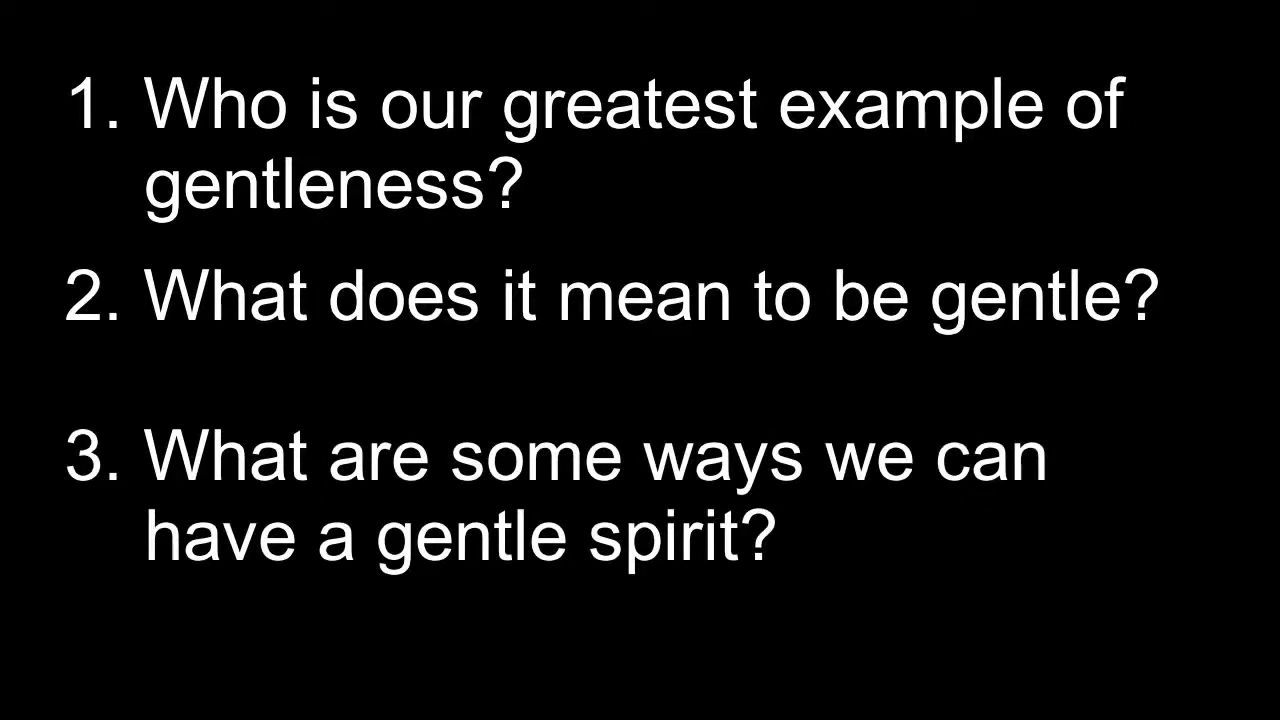 1. Who is our greatest example of
gentleness?
2. What does it mean to be gentle?
3. What are some ways we can
have a gentle spirit?